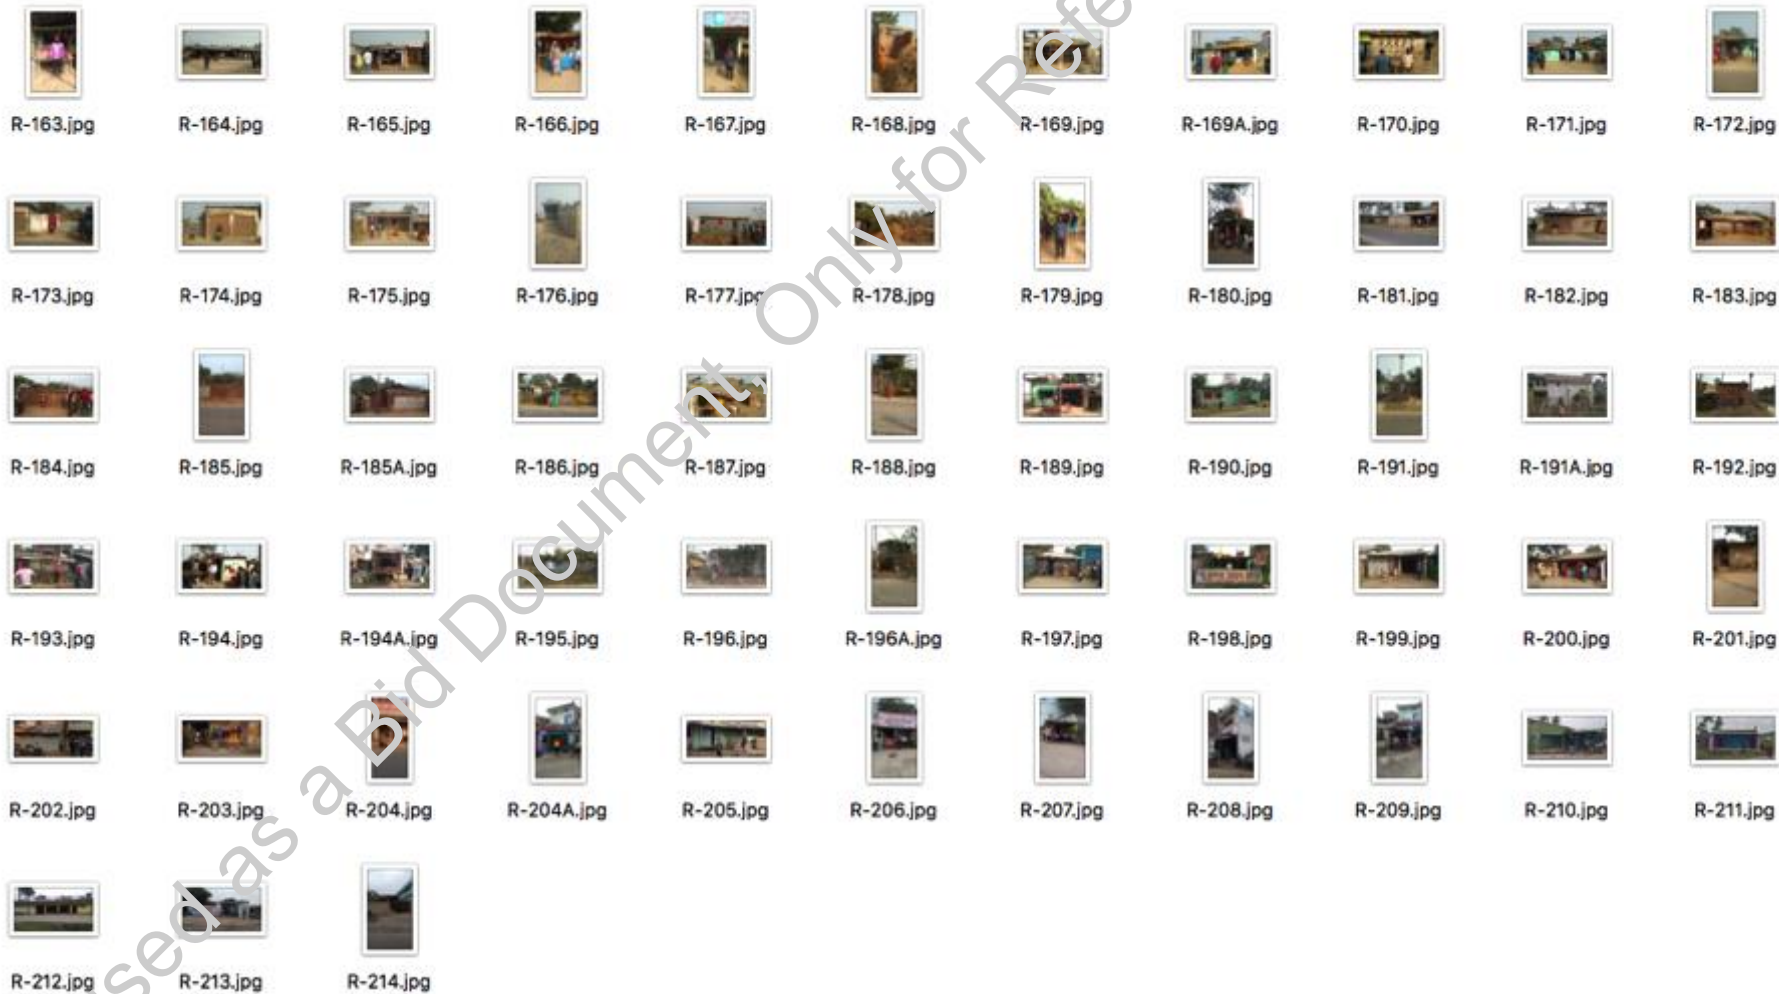 R-163.jpg R-164.jpg R-165.jpg R-166.jpg R-167.jpg R-168.jpg R-169.jpg R-169A.jpg R-170.jpg R-171.jpg R-172.jpg
R-173.jpg R-174.jpg R-175.jpg R-176.jpg R-177.jpg R-178.jpg R-179.jpg R-180.jpg R-181.jpg R-182.jpg R-183.jpg
R-184.jpg R-185.jpg R-185A.jpg R-186.jpg R-187.jpg R-188.jpg R-189.jpg R-190.jpg R-191.jpg R-191A.jpg R-192.jpg
R-193.jpg R-194.jpg R-194A.jpg R-195.jpg R-196.jpg R-196A.jpg R-197.jpg R-198.jpg R-199.jpg R-200.jpg R-201.jpg
R-202.jpg R-203.jpg R-204.jpg R-204A.jpg R-205.jpg R-206.jpg R-207.jpg R-208.jpg R-209.jpg R-210.jpg R-211.jpg
R-212.jpg R-213.jpg R-214.jpg
sed as a Bid Document, Only for Refe